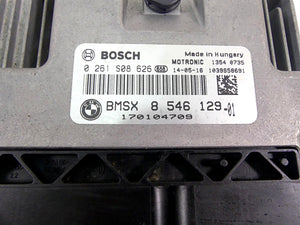 BOSCH
Made in Hungary
MOTRONIC 1354 0735
0 261 S08 626
14-05-16 1039S58691
BMSX 8 546 129-01
170104709